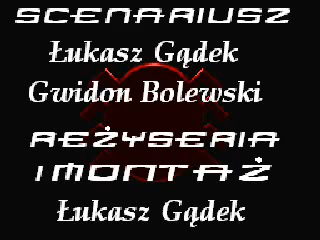 SCENARIUSZ
Łukasz Gądek
Gwidon Bolewski
REŻYSERIA
I MONTAŻ
Łukasz Gądek